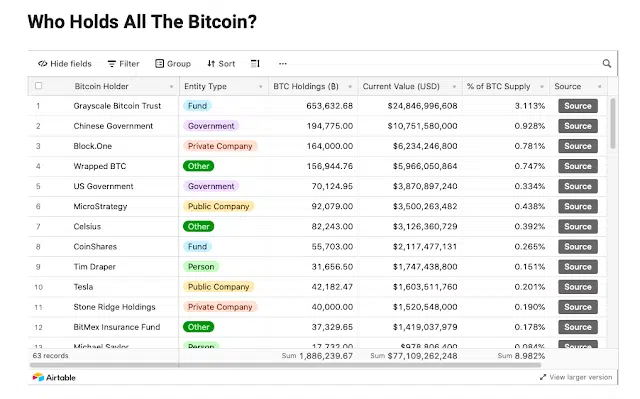 Who Holds All The Bitcoin?
Hide fields Filter Group Sort ...
Bitcoin Holder Entity Type BTC Holdings (₿) Current Value (USD) % of BTC Supply Source
1 Grayscale Bitcoin Trust Fund 653,632.68 $24,846,996,608 3.113% Source
2 Chinese Government Government 194,775.00 $10,751,580,000 0.928% Source
3 Block.One Private Company 164,000.00 $6,234,246,800 0.781% Source
4 Wrapped BTC Other 156,944.76 $5,966,050,864 0.747% Source
5 US Government Government 70,124.95 $3,870,897,240 0.334% Source
6 MicroStrategy Public Company 92,079.00 $3,500,263,482 0.438% Source
7 Celsius Other 82,243.00 $3,126,360,729 0.392% Source
8 CoinShares Fund 55,703.00 $2,117,477,131 0.265% Source
9 Tim Draper Person 31,656.50 $1,747,438,800 0.151% Source
10 Tesla Public Company 42,182.47 $1,603,511,760 0.201% Source
11 Stone Ridge Holdings Private Company 40,000.00 $1,520,548,000 0.190% Source
12 BitMex Insurance Fund Other 37,329.65 $1,419,037,979 0.178% Source
13 Michael Saylor Person 17,732.00 $978,806,400 0.084% Source
63 records Sum 1,886,239.67 Sum $77,109,262,248 Sum 8.982%
Airtable View larger version